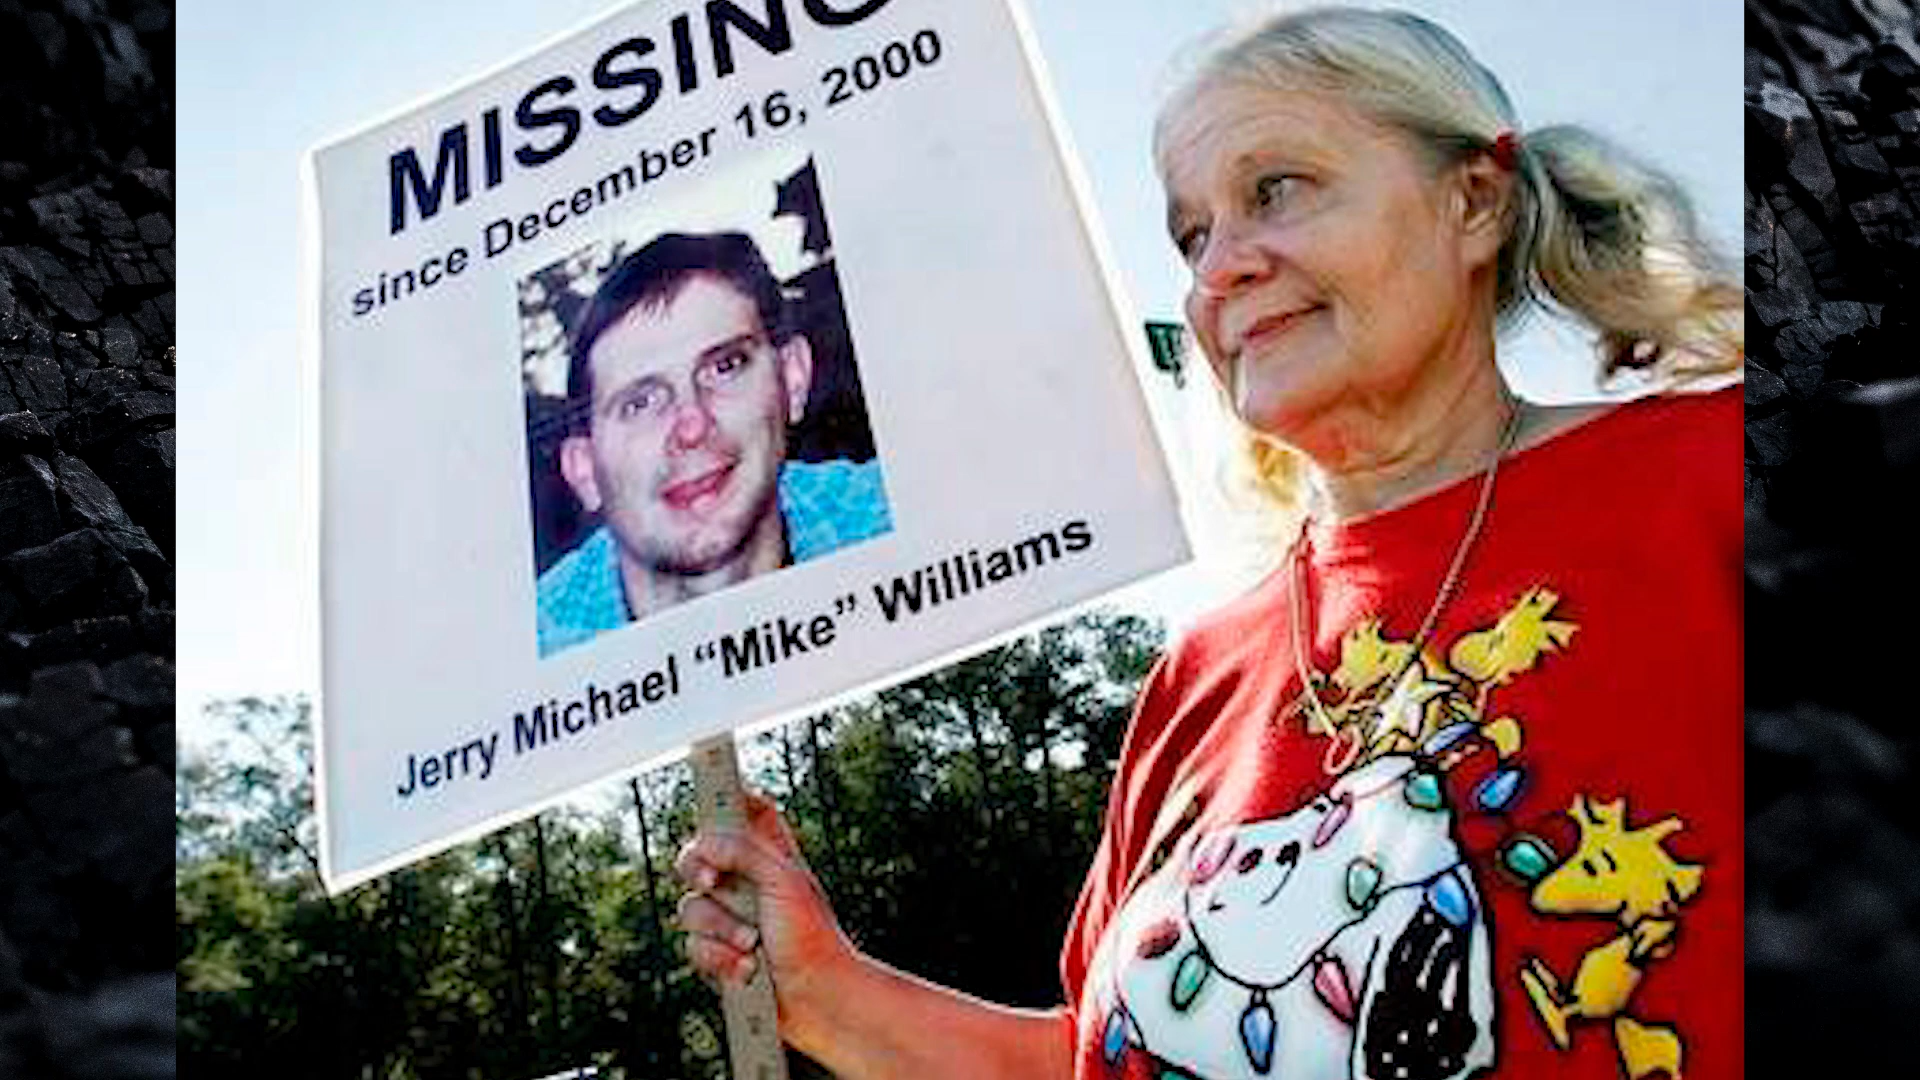 MISSING
since December 16, 2000
Jerry Michael “Mike” Williams